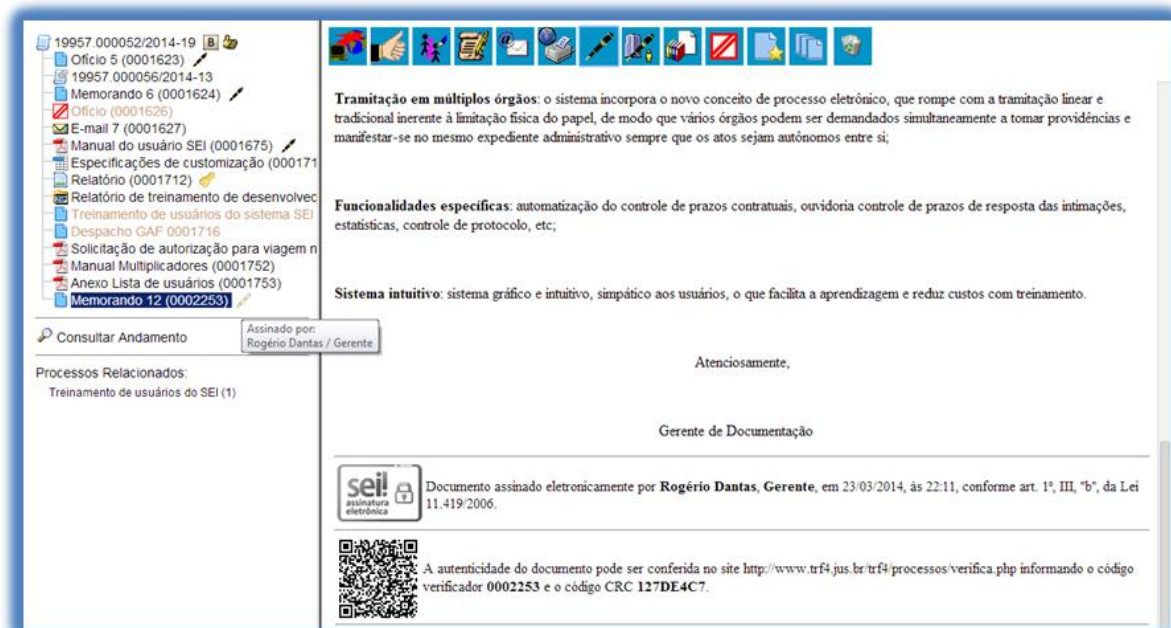 19957.000052/2014-19 B
Ofício 5 (0001623)
19957.000056/2014-13
Memorando 6 (0001624)
Ofício (0001626)
E-mail 7 (0001627)
Manual do usuário SEI (0001675)
Especificações de customização (000171
Relatório (0001712)
Relatório de treinamento de desenvolvec
Treinamento de usuários do sistema SEI
Despacho GAF 0001716
Solicitação de autorização para viagem n
Manual Multiplicadores (0001752)
Anexo Lista de usuários (0001753)
Memorando 12 (0002253)
Assinado por:
Rogério Dantas / Gerente
Consultar Andamento
Processos Relacionados:
Treinamento de usuários do SEI (1)
Tramitação em múltiplos órgãos: o sistema incorpora o novo conceito de processo eletrônico, que rompe com a tramitação linear e
tradicional inerente à limitação física do papel, de modo que vários órgãos podem ser demandados simultaneamente a tomar providências e
manifestar-se no mesmo expediente administrativo sempre que os atos sejam autônomos entre si;
Funcionalidades específicas: automatização do controle de prazos contratuais, ouvidoria controle de prazos de resposta das intimações,
estatísticas, controle de protocolo, etc;
Sistema intuitivo: sistema gráfico e intuitivo, simpático aos usuários, o que facilita a aprendizagem e reduz custos com treinamento.
Atenciosamente,
Gerente de Documentação
sei!
assinatura
eletrônica
Documento assinado eletronicamente por Rogério Dantas, Gerente, em 23/03/2014, às 22:11, conforme art. 1º, III, "b", da Lei
11.419/2006.
A autenticidade do documento pode ser conferida no site http://www.trf4.jus.br/trf4/processos/verifica.php informando o código
verificador 0002253 e o código CRC 127DE4C7.